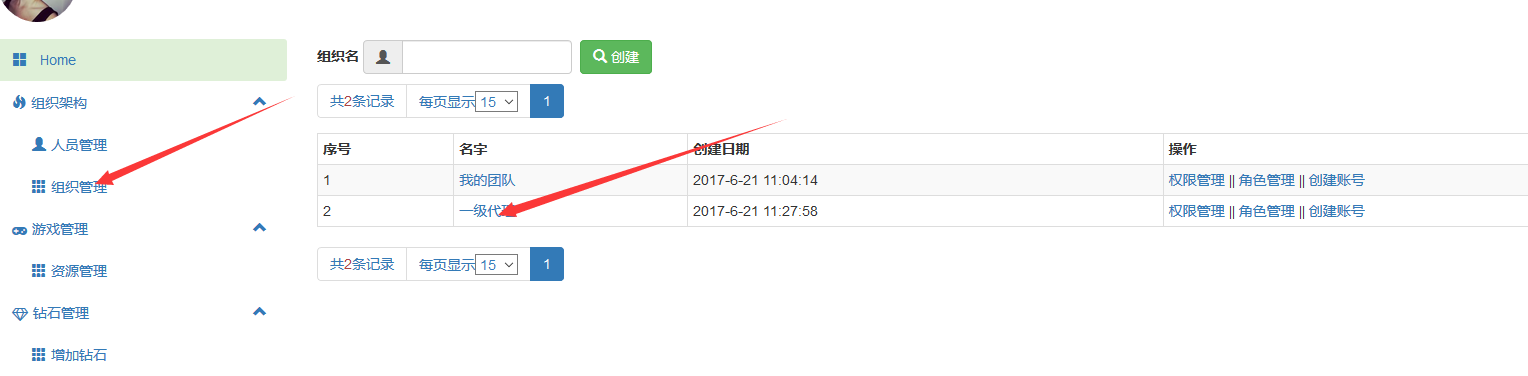 Home
组织架构
人员管理
组织管理
游戏管理
资源管理
钻石管理
增加钻石
组织名 创建
共2条记录 每页显示 15 1
序号 名字 创建日期 操作
1 我的团队 2017-6-21 11:04:14 权限管理 || 角色管理 || 创建账号
2 一级代理 2017-6-21 11:27:58 权限管理 || 角色管理 || 创建账号
共2条记录 每页显示 15 1